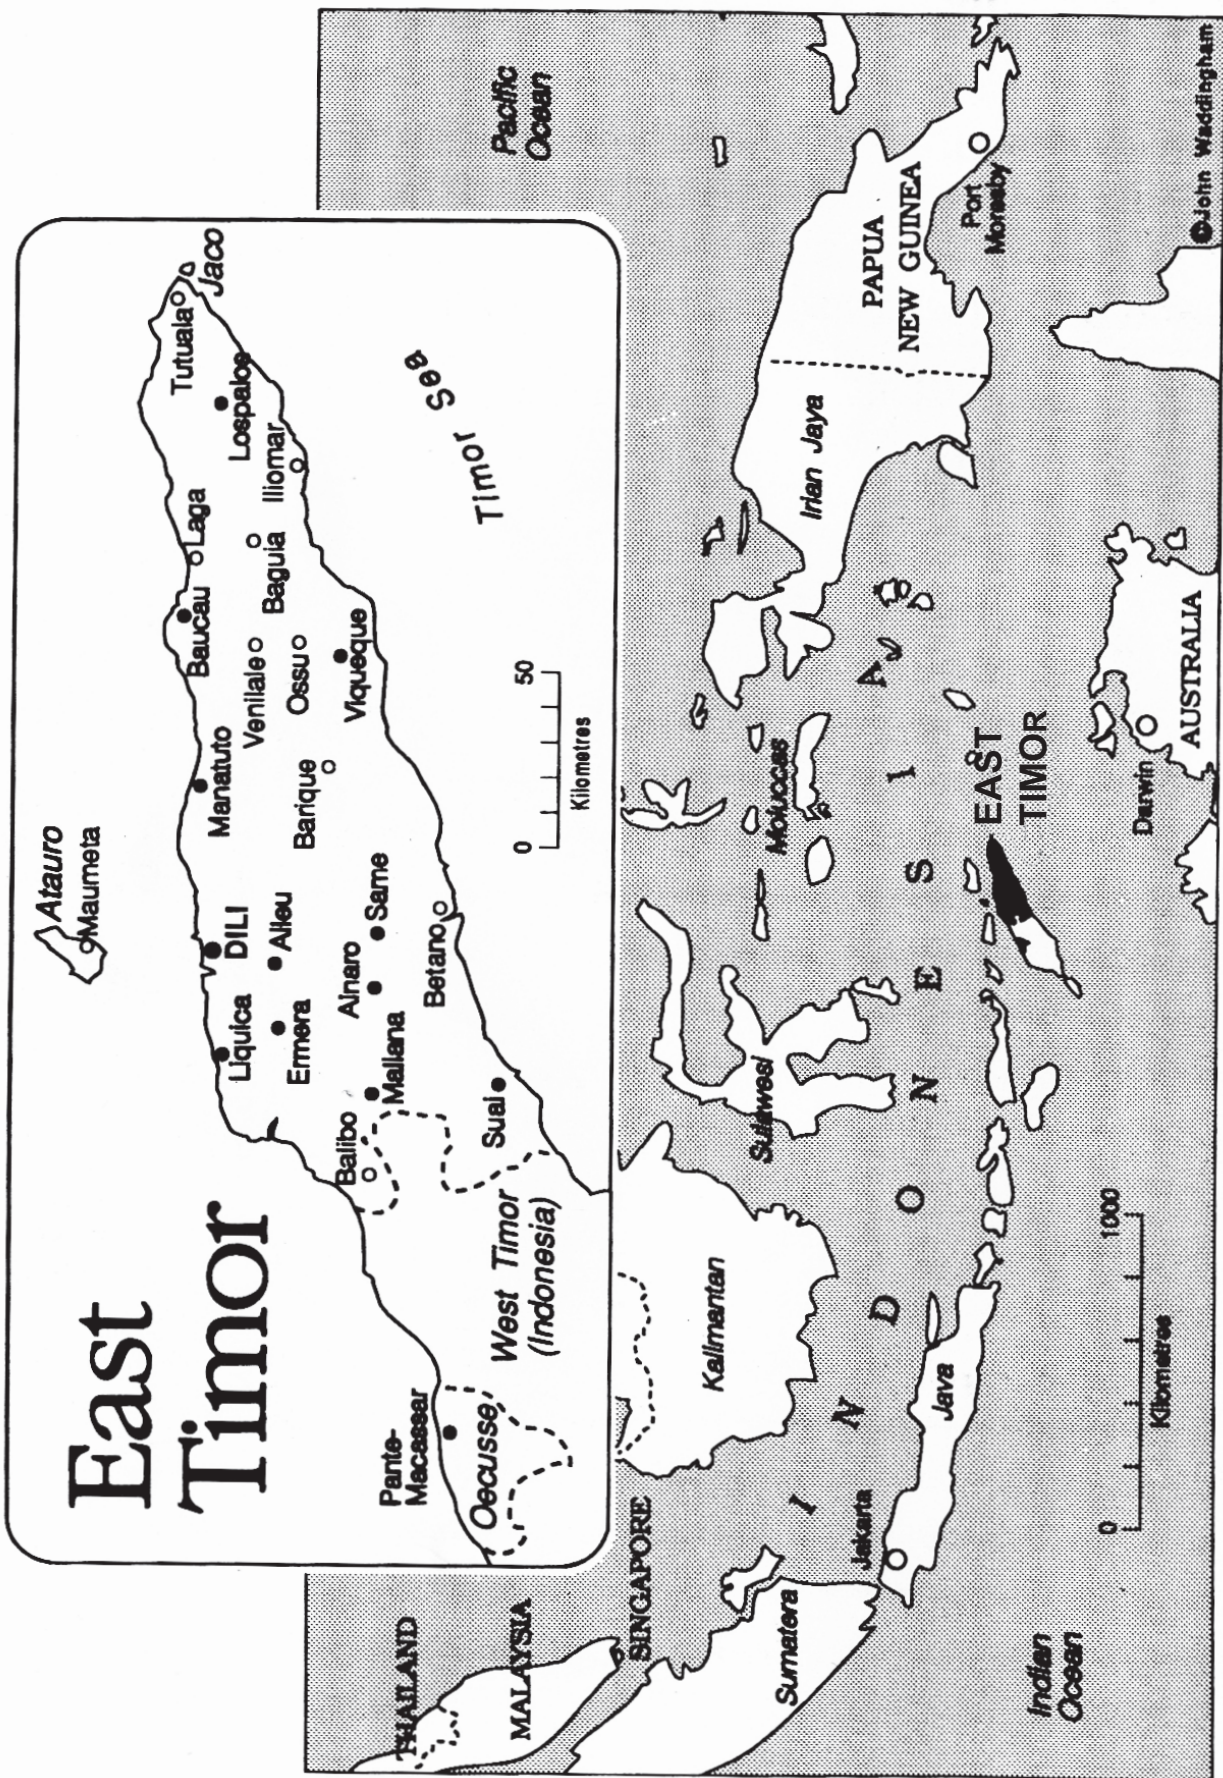 East
Timor
Atauro
Maumeta
Tutuala
Jaco
Lospalos
Iliomar
Laga
Baucau
Baguia
Venilale
Ossu
Viqueque
Manatuto
Barique
DILI
Aileu
Same
Ainaro
Betano
Liquica
Ermera
Maliana
Balibo
Suai
Timor Sea
0 50
Kilometres
Pante-
Macassar
Oecusse
West Timor
(Indonesia)
Pacific
Ocean
THAILAND
MALAYSIA
SINGAPORE
Sumatera
Kalimantan
Sulawesi
Moluccas
Irian Jaya
PAPUA
NEW GUINEA
Port
Moresby
INDONESIA
Jakarta
Java
EAST
TIMOR
Darwin
AUSTRALIA
Indian
Ocean
0 1000
Kilometres
©John Waddingham